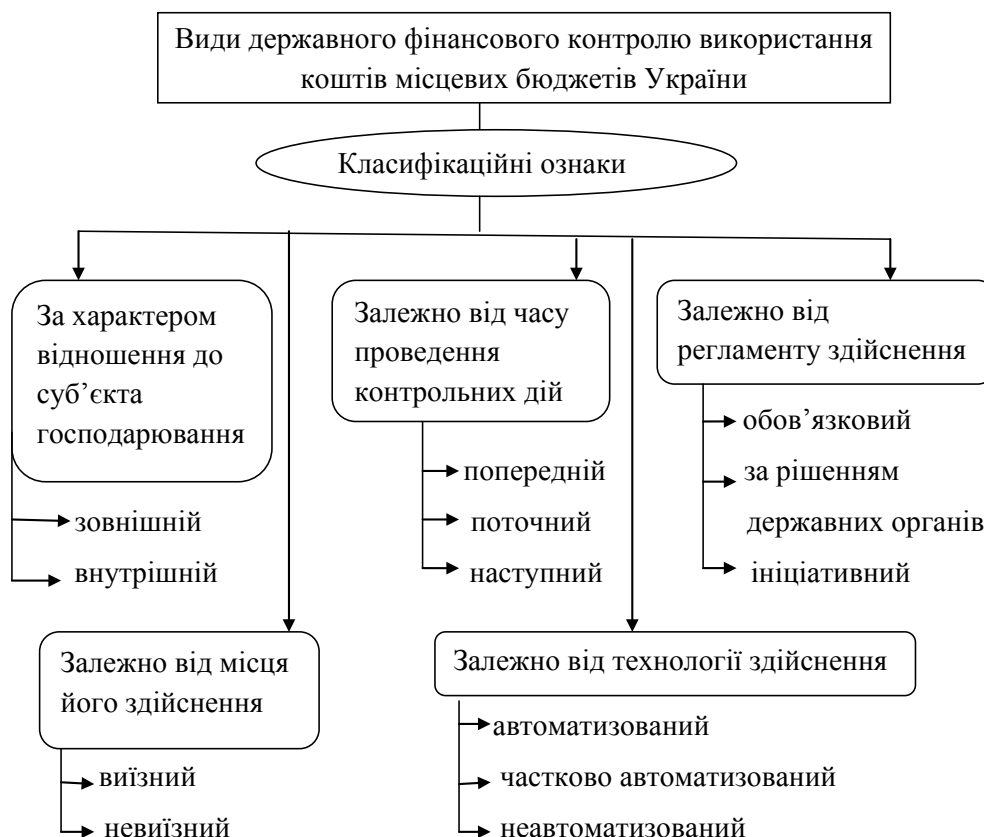 Види державного фінансового контролю використання
коштів місцевих бюджетів України
Класифікаційні ознаки
За характером
відношення до
суб’єкта
господарювання
зовнішній
внутрішній
Залежно від часу
проведення
контрольних дій
попередній
поточний
наступний
Залежно від
регламенту здійснення
обов’язковий
за рішенням
державних органів
ініціативний
Залежно від місця
його здійснення
виїзний
невиїзний
Залежно від технології здійснення
автоматизований
частково автоматизований
неавтоматизований